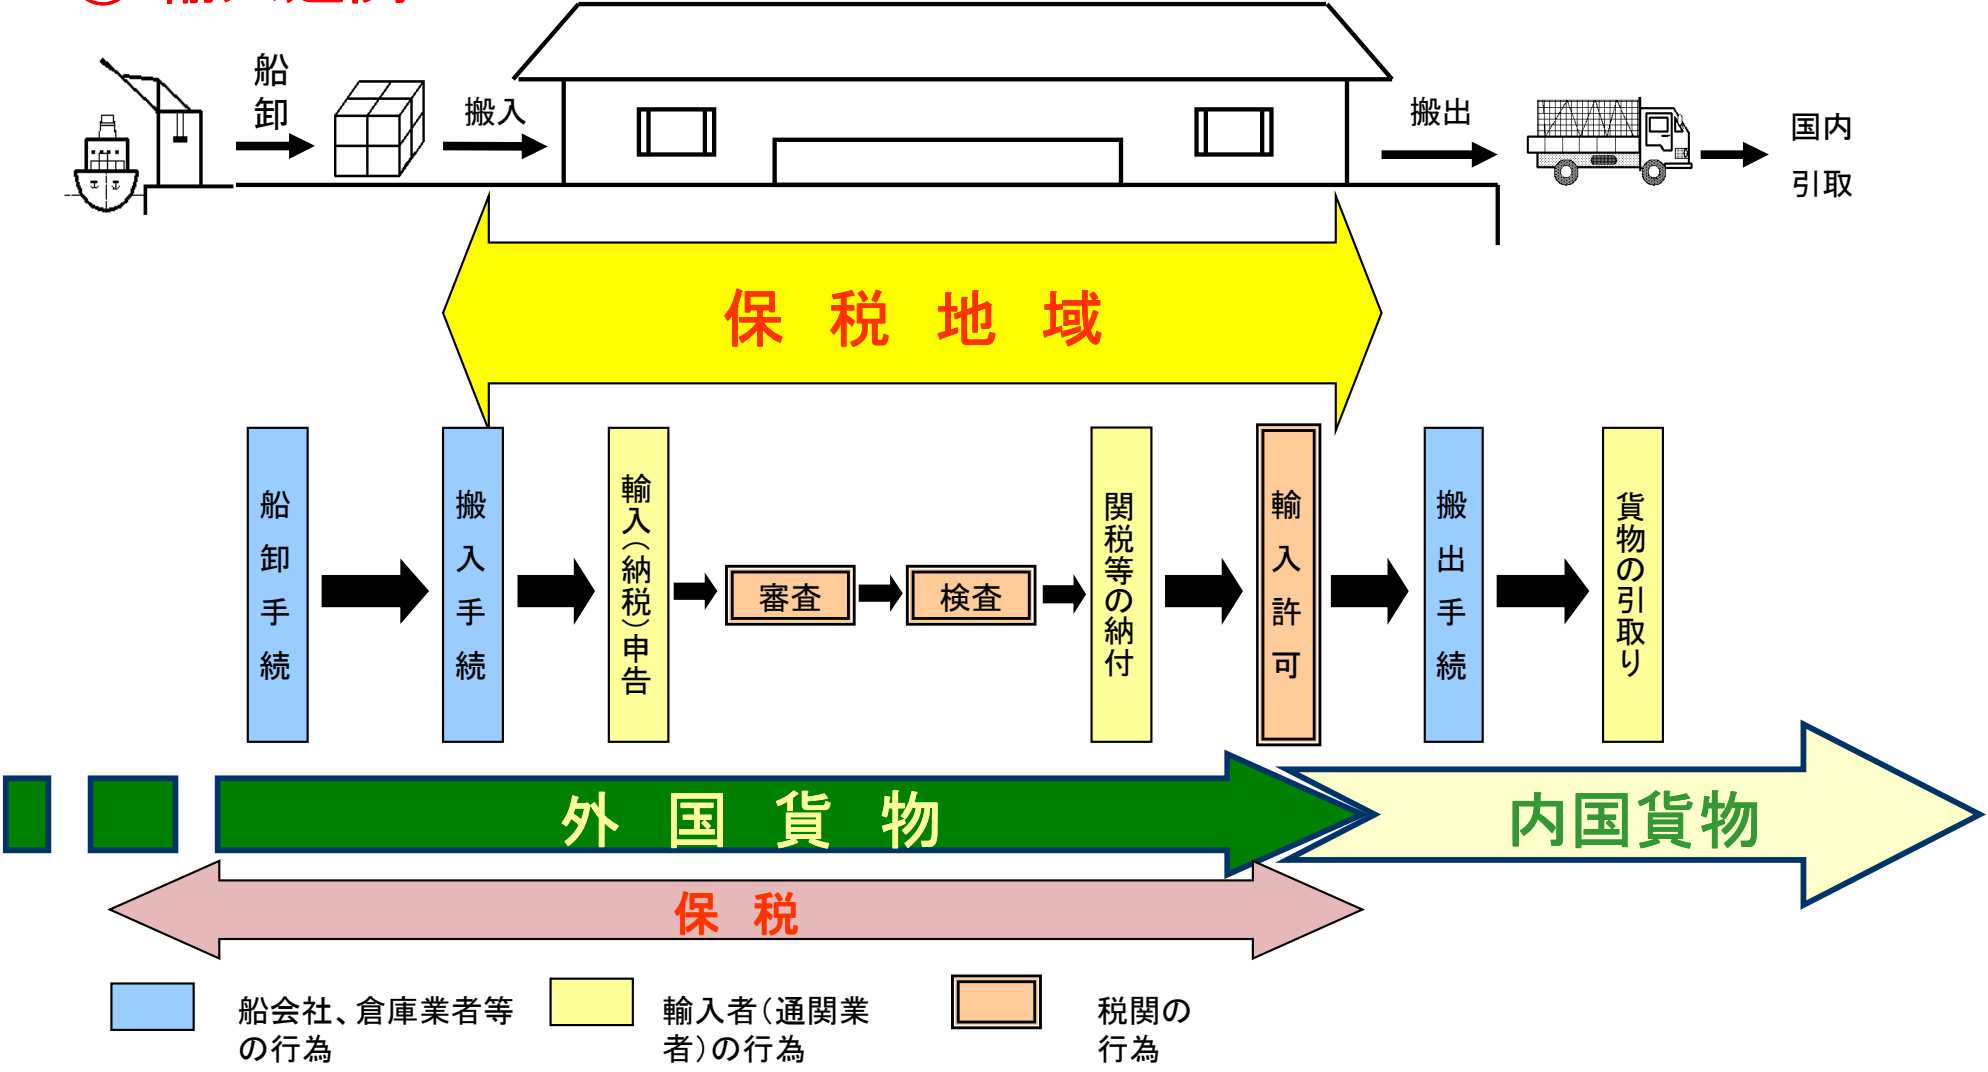 船卸
搬入
搬出
国内
引取
保税地域
船卸手続
搬入手続
輸入(納税)申告
審査
検査
関税等の納付
輸入許可
搬出手続
貨物の引取り
外国貨物
内国貨物
保税
船会社、倉庫業者等
の行為
輸入者(通関業
者)の行為
税関の
行為